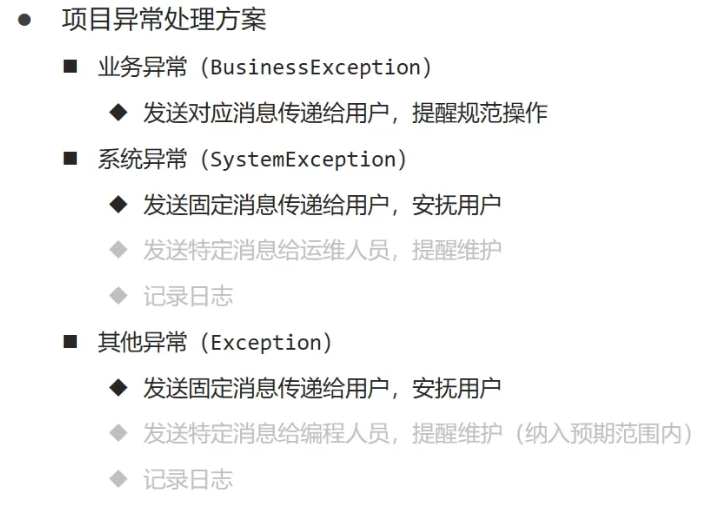 项目异常处理方案
业务异常（BusinessException）
发送对应消息传递给用户，提醒规范操作
系统异常（SystemException）
发送固定消息传递给用户，安抚用户
发送特定消息给运维人员，提醒维护
记录日志
其他异常（Exception）
发送固定消息传递给用户，安抚用户
发送特定消息给编程人员，提醒维护（纳入预期范围内）
记录日志